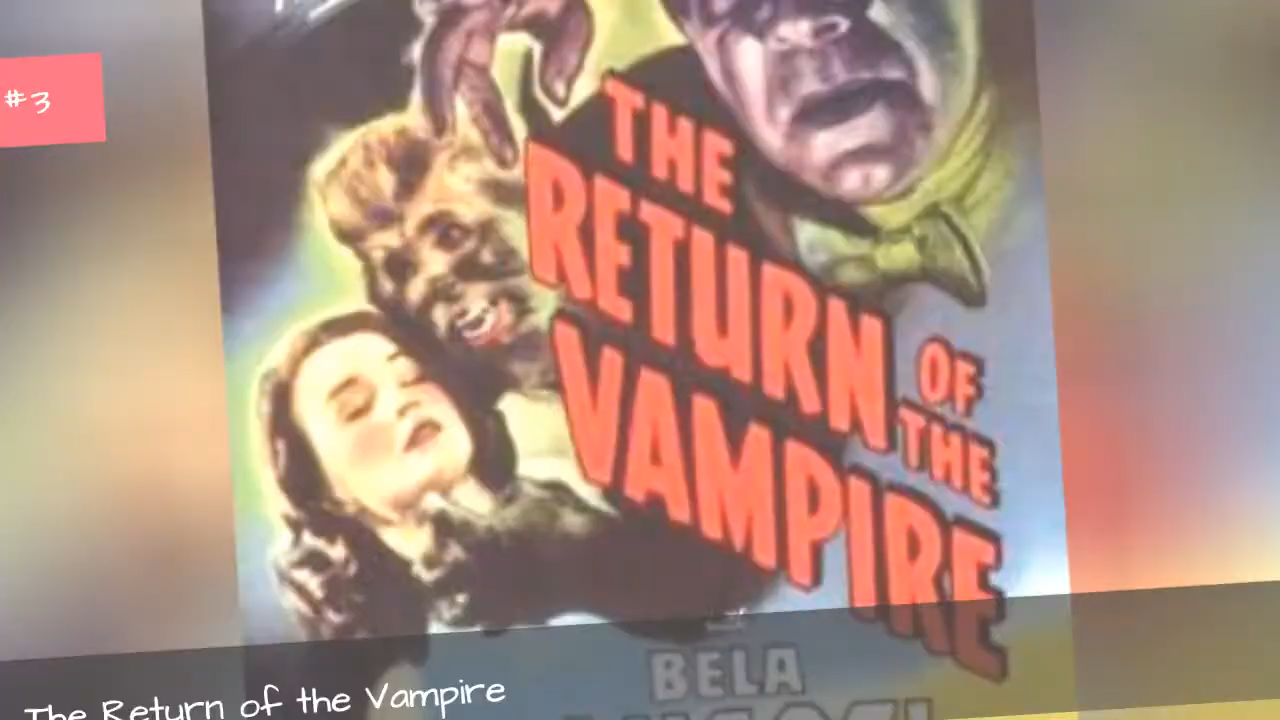 #3
THE
RETURN
OF
THE
VAMPIRE
BELA
The Return of the Vampire